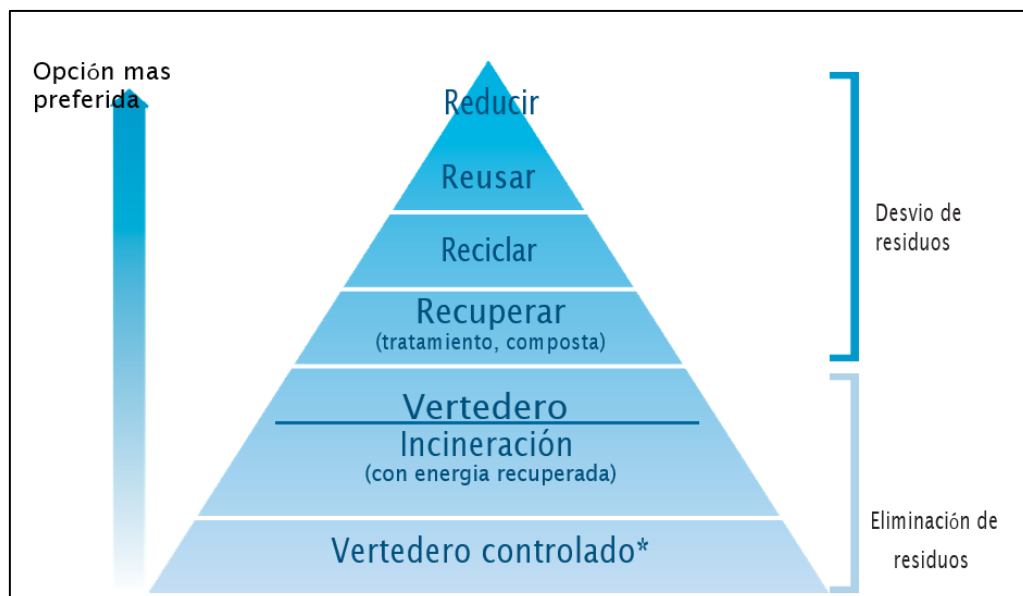 Opción mas
preferida
Reducir
Reusar
Reciclar
Recuperar
(tratamiento, composta)
Vertedero
Incineración
(con energia recuperada)
Vertedero controlado*
Desvio de
residuos
Eliminación de
residuos